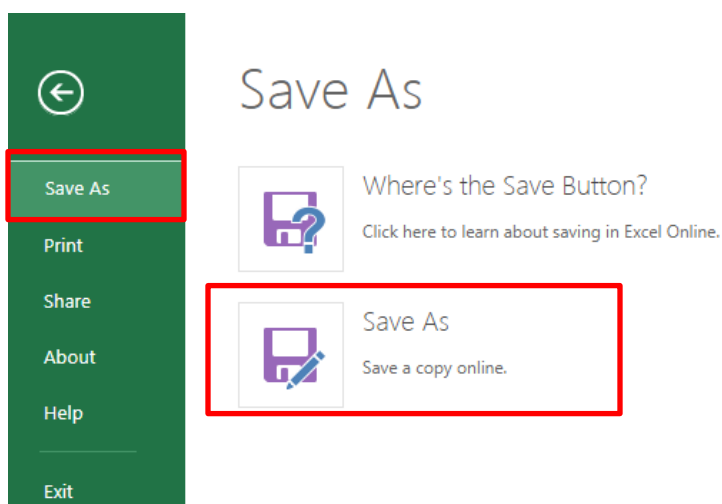 Save As
Save As
Print
Share
About
Help
Exit
Where's the Save Button?
Click here to learn about saving in Excel Online.
Save As
Save a copy online.